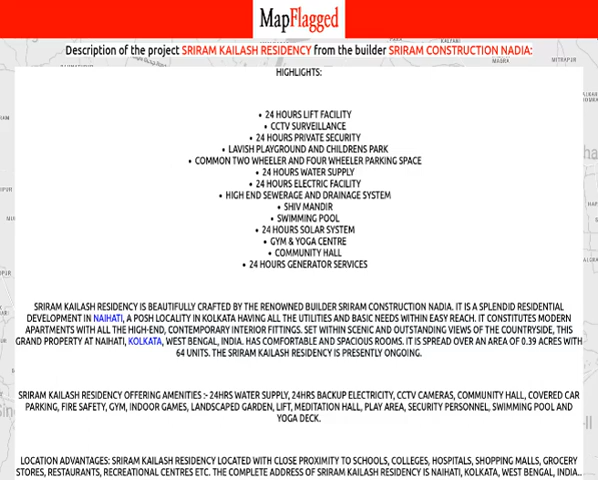 MapFlagged
Description of the project SRIRAM KAILASH RESIDENCY from the builder SRIRAM CONSTRUCTION NADIA:
HIGHLIGHTS:
• 24 HOURS LIFT FACILITY
• CCTV SURVEILLANCE
• 24 HOURS PRIVATE SECURITY
• LAVISH PLAYGROUND AND CHILDRENS PARK
• COMMON TWO WHEELER AND FOUR WHEELER PARKING SPACE
• 24 HOURS WATER SUPPLY
• 24 HOURS ELECTRIC FACILITY
• HIGH END SEWERAGE AND DRAINAGE SYSTEM
• SHIV MANDIR
• SWIMMING POOL
• 24 HOURS SOLAR SYSTEM
• GYM & YOGA CENTRE
• COMMUNITY HALL
• 24 HOURS GENERATOR SERVICES
SRIRAM KAILASH RESIDENCY IS BEAUTIFULLY CRAFTED BY THE RENOWNED BUILDER SRIRAM CONSTRUCTION NADIA. IT IS A SPLENDID RESIDENTIAL
DEVELOPMENT IN NAIHATI, A POSH LOCALITY IN KOLKATA HAVING ALL THE UTILITIES AND BASIC NEEDS WITHIN EASY REACH. IT CONSTITUTES MODERN
APARTMENTS WITH ALL THE HIGH-END, CONTEMPORARY INTERIOR FITTINGS. SET WITHIN SCENIC AND OUTSTANDING VIEWS OF THE COUNTRYSIDE, THIS
GRAND PROPERTY AT NAIHATI, KOLKATA, WEST BENGAL, INDIA. HAS COMFORTABLE AND SPACIOUS ROOMS. IT IS SPREAD OVER AN AREA OF 0.39 ACRES WITH
64 UNITS. THE SRIRAM KAILASH RESIDENCY IS PRESENTLY ONGOING.
SRIRAM KAILASH RESIDENCY OFFERING AMENITIES :- 24HRS WATER SUPPLY, 24HRS BACKUP ELECTRICITY, CCTV CAMERAS, COMMUNITY HALL, COVERED CAR
PARKING, FIRE SAFETY, GYM, INDOOR GAMES, LANDSCAPED GARDEN, LIFT, MEDITATION HALL, PLAY AREA, SECURITY PERSONNEL, SWIMMING POOL AND
YOGA DECK.
LOCATION ADVANTAGES: SRIRAM KAILASH RESIDENCY LOCATED WITH CLOSE PROXIMITY TO SCHOOLS, COLLEGES, HOSPITALS, SHOPPING MALLS, GROCERY
STORES, RESTAURANTS, RECREATIONAL CENTRES ETC. THE COMPLETE ADDRESS OF SRIRAM KAILASH RESIDENCY IS NAIHATI, KOLKATA, WEST BENGAL, INDIA..